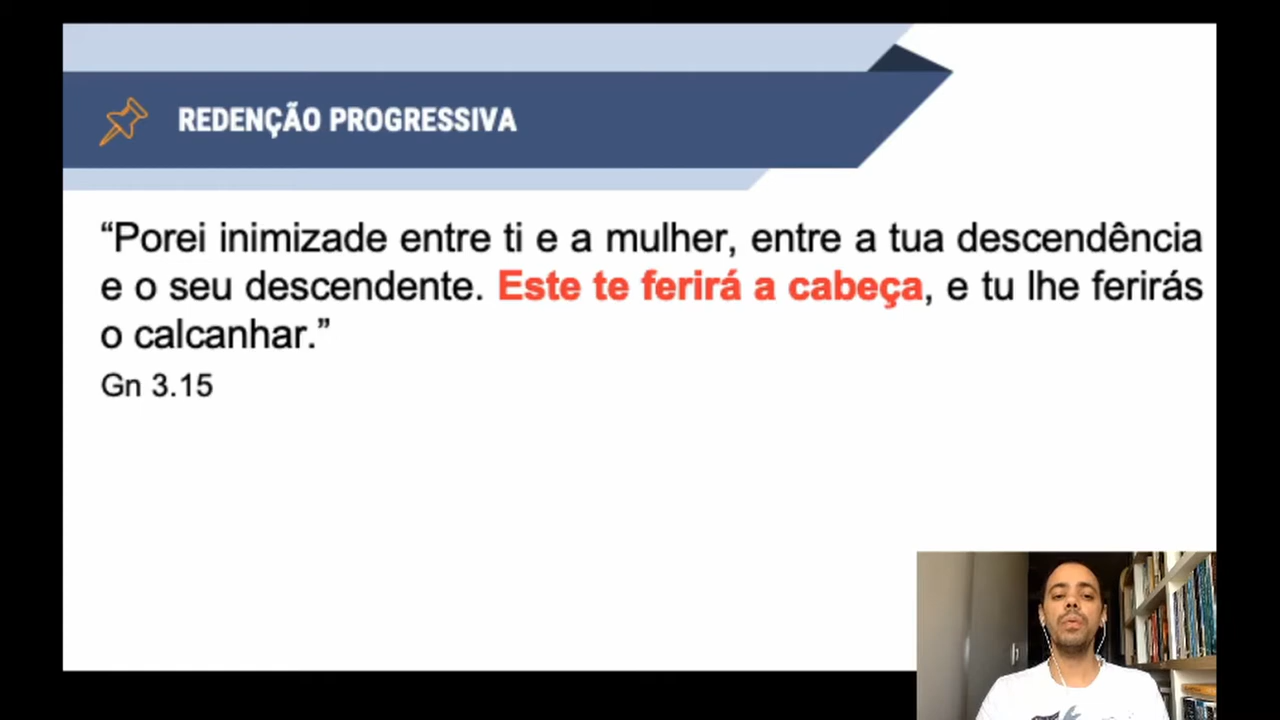 REDENÇÃO PROGRESSIVA
“Porei inimizade entre ti e a mulher, entre a tua descendência
e o seu descendente. Este te ferirá a cabeça, e tu lhe ferirás
o calcanhar.”
Gn 3.15